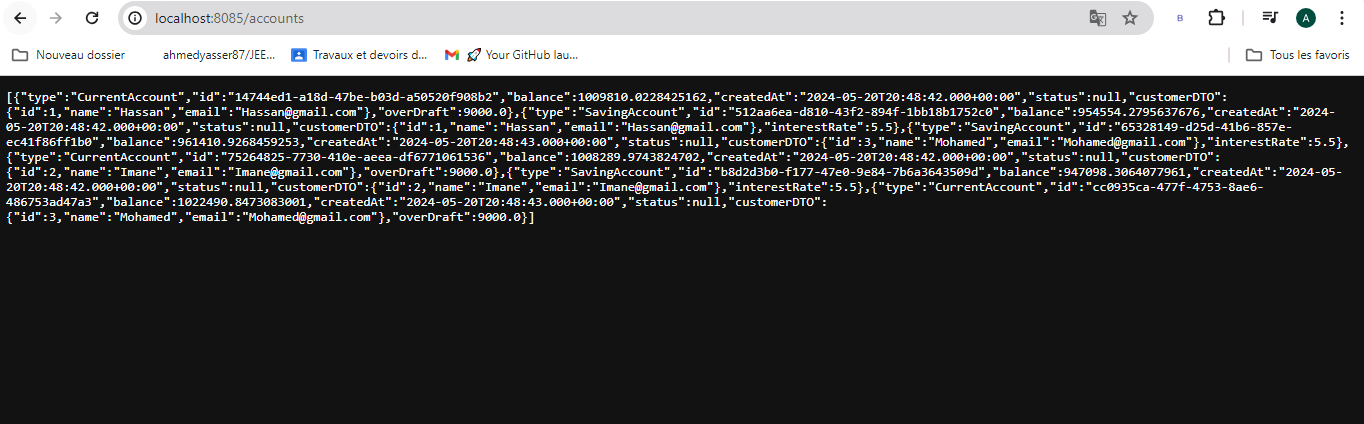 localhost:8085/accounts
B
A
Nouveau dossier
ahmedyasser87/JEE...
Travaux et devoirs d...
🚀 Your GitHub lau...
Tous les favoris
[{"type":"CurrentAccount","id":"14744ed1-a18d-47be-b03d-a50520f908b2","balance":1009810.0228425162,"createdAt":"2024-05-20T20:48:42.000+00:00","status":null,"customerDTO":
{"id":1,"name":"Hassan","email":"Hassan@gmail.com"},"overDraft":9000.0},{"type":"SavingAccount","id":"512aa6ea-d810-43f2-894f-1bb18b1752c0","balance":954554.2795637676,"createdAt":"2024-
05-20T20:48:42.000+00:00","status":null,"customerDTO":{"id":1,"name":"Hassan","email":"Hassan@gmail.com"},"interestRate":5.5},{"type":"SavingAccount","id":"65328149-d25d-41b6-857e-
ec41f86ff1b0","balance":961410.9268459253,"createdAt":"2024-05-20T20:48:43.000+00:00","status":null,"customerDTO":{"id":3,"name":"Mohamed","email":"Mohamed@gmail.com"},"interestRate":5.5},
{"type":"CurrentAccount","id":"75264825-7730-410e-aeea-df6771061536","balance":1008289.9743824702,"createdAt":"2024-05-20T20:48:42.000+00:00","status":null,"customerDTO":
{"id":2,"name":"Imane","email":"Imane@gmail.com"},"overDraft":9000.0},{"type":"SavingAccount","id":"b8d2d3b0-f177-47e0-9e84-7b6a3643509d","balance":947098.3064077961,"createdAt":"2024-05-
20T20:48:42.000+00:00","status":null,"customerDTO":{"id":2,"name":"Imane","email":"Imane@gmail.com"},"interestRate":5.5},{"type":"CurrentAccount","id":"cc0935ca-477f-4753-8ae6-
486753ad47a3","balance":1022490.8473083001,"createdAt":"2024-05-20T20:48:43.000+00:00","status":null,"customerDTO":
{"id":3,"name":"Mohamed","email":"Mohamed@gmail.com"},"overDraft":9000.0}]